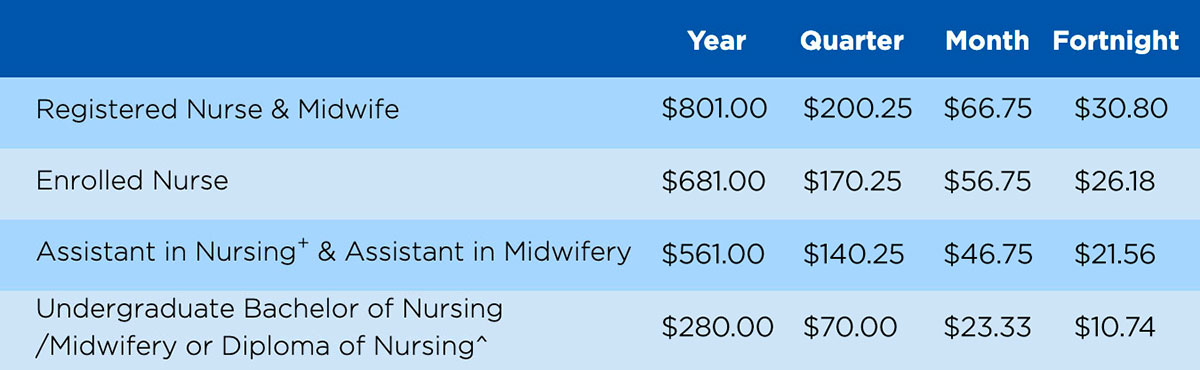 Year Quarter Month Fortnight
Registered Nurse & Midwife $801.00 $200.25 $66.75 $30.80
Enrolled Nurse $681.00 $170.25 $56.75 $26.18
Assistant in Nursing⁺ & Assistant in Midwifery $561.00 $140.25 $46.75 $21.56
Undergraduate Bachelor of Nursing
/Midwifery or Diploma of Nursing^ $280.00 $70.00 $23.33 $10.74